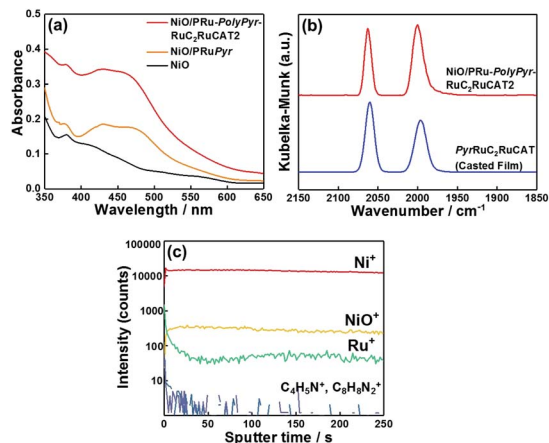 (a)
NiO/PRu-PolyPyr-
RuC₂RuCAT2
NiO/PRuPyr
NiO
Absorbance
0.4
0.3
0.2
0.1
0.0
350 400 450 500 550 600 650
Wavelength / nm
(b)
NiO/PRu-PolyPyr-
RuC₂RuCAT2
PyrRuC₂RuCAT
(Casted Film)
Kubelka-Munk (a.u.)
2150 2100 2050 2000 1950 1900 1850
Wavenumber / cm⁻¹
(c)
Ni⁺
NiO⁺
Ru⁺
C₄H₅N⁺, C₈H₈N₂⁺
Intensity (counts)
100000
10000
1000
100
10
0 50 100 150 200 250
Sputter time / s